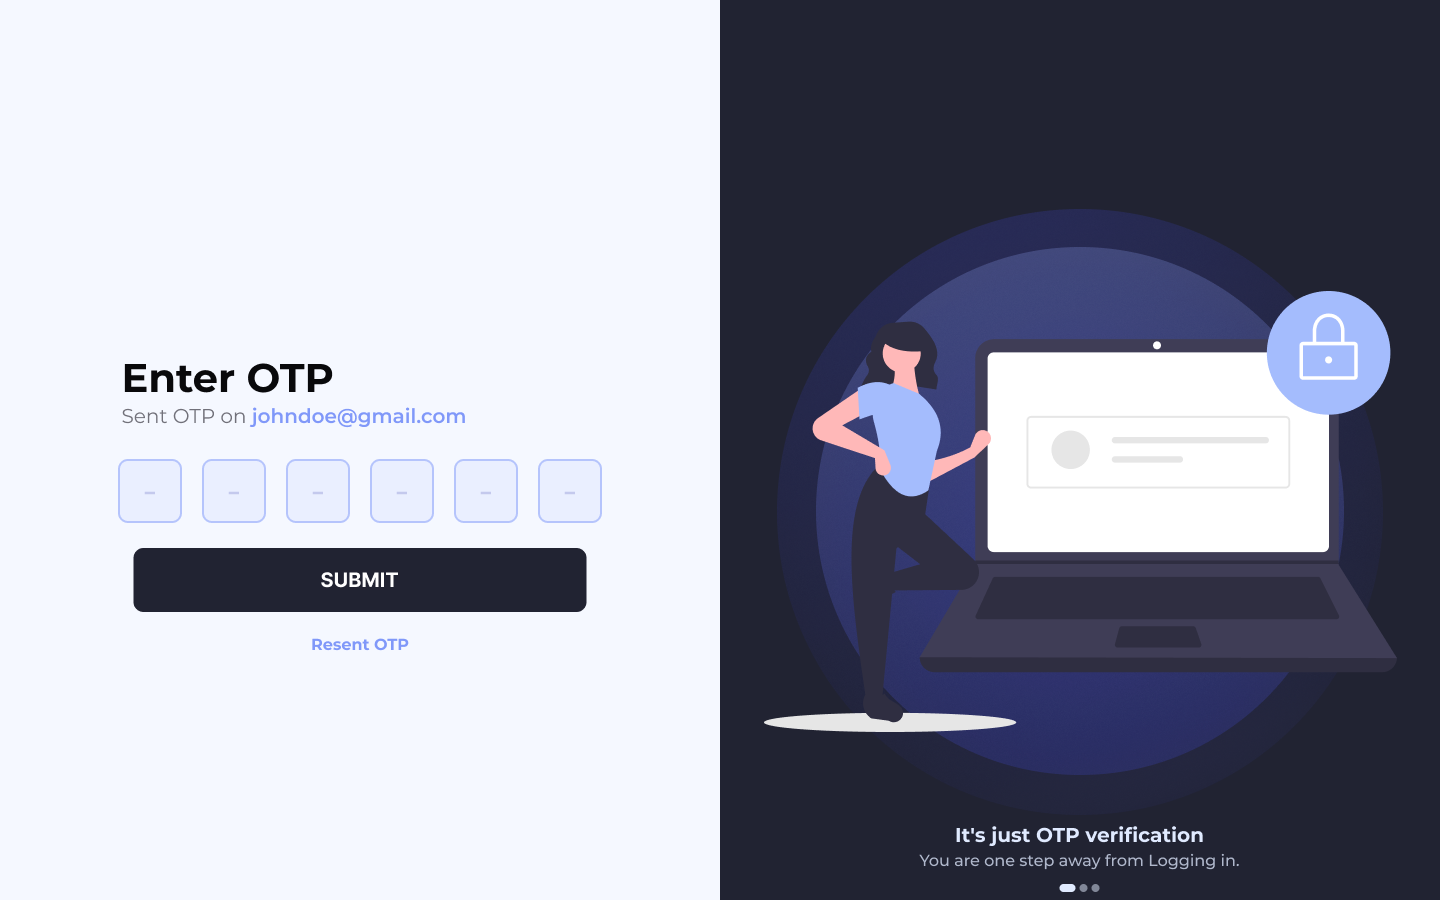 Enter OTP
Sent OTP on johndoe@gmail.com
– – – – – –
SUBMIT
Resent OTP
It's just OTP verification
You are one step away from Logging in.